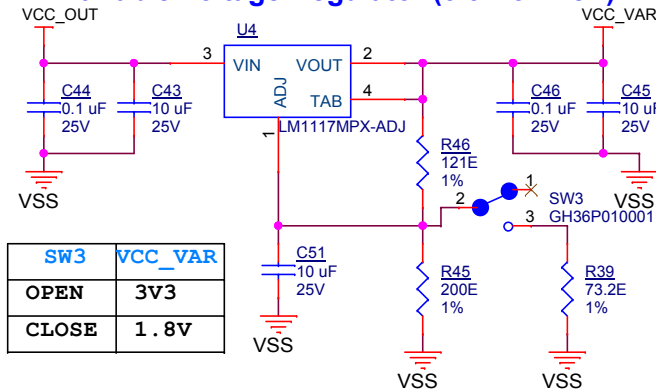 VCC_OUT
VCC_VAR
U4
3
VIN
VOUT
2
ADJ
TAB
4
1
LM1117MPX-ADJ
C44
0.1 uF
25V
C43
10 uF
25V
C46
0.1 uF
25V
C45
10 uF
25V
VSS
VSS
R46
121E
1%
2
1
SW3
GH36P010001
3
SW3 VCC_VAR
OPEN 3V3
CLOSE 1.8V
C51
10 uF
25V
R45
200E
1%
R39
73.2E
1%
VSS
VSS
VSS